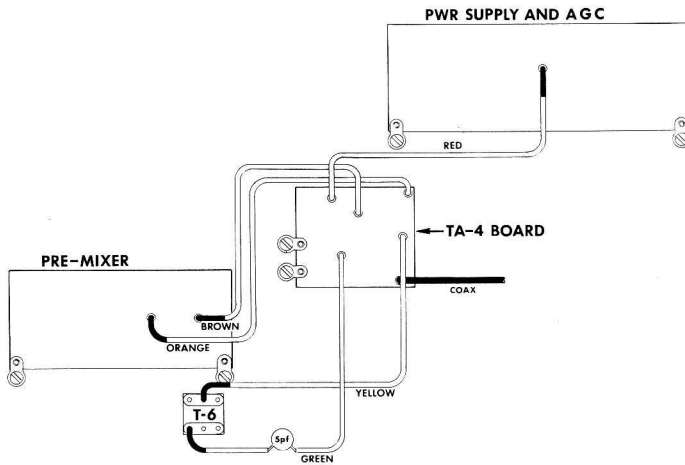 PWR SUPPLY AND AGC
RED
TA-4 BOARD
COAX
PRE-MIXER
BROWN
ORANGE
YELLOW
T-6
5pf
GREEN